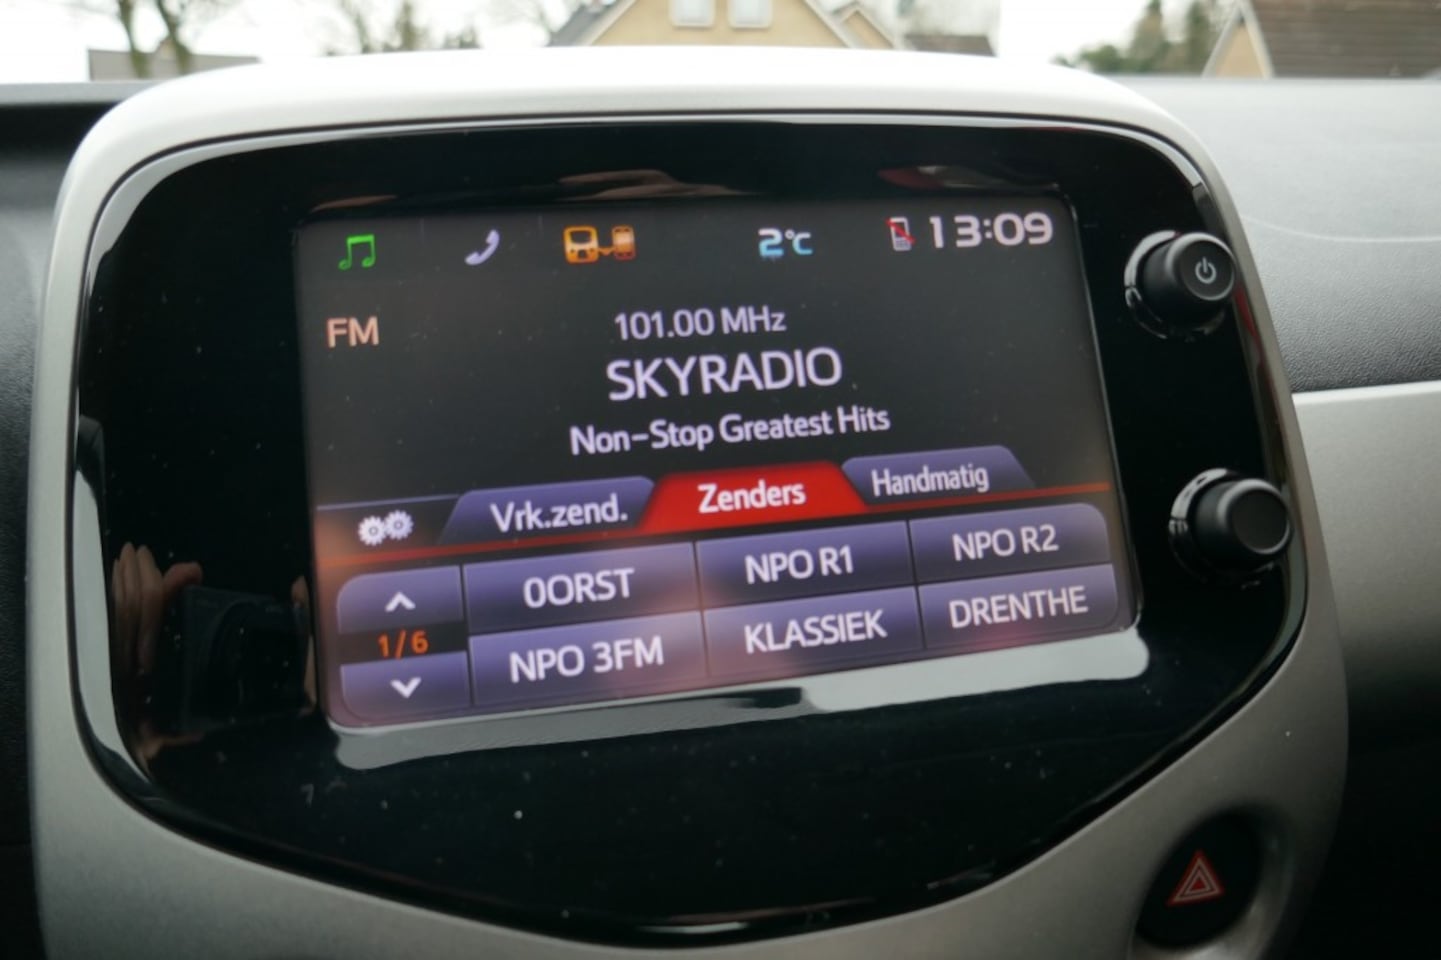 2°C 13:09
FM
101.00 MHz
SKYRADIO
Non-Stop Greatest Hits
Vrk.zend. Zenders Handmatig
0ORST NPO R1 NPO R2
1/6
NPO 3FM KLASSIEK DRENTHE